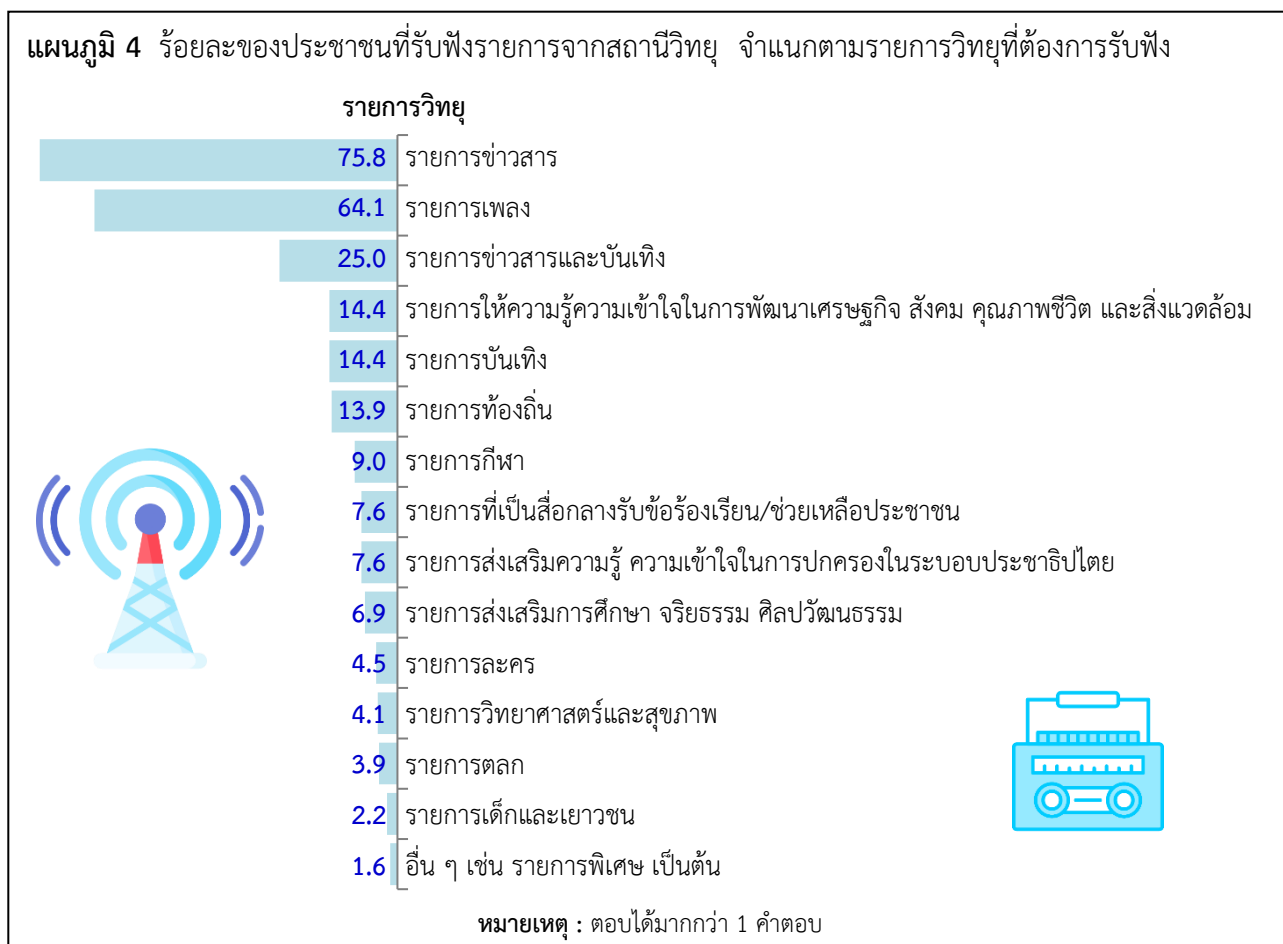 แผนภูมิ 4 ร้อยละของประชาชนที่รับฟังรายการจากสถานีวิทยุ จำแนกตามรายการวิทยุที่ต้องการรับฟัง
รายการวิทยุ
75.8 รายการข่าวสาร
64.1 รายการเพลง
25.0 รายการข่าวสารและบันเทิง
14.4 รายการให้ความรู้ความเข้าใจในการพัฒนาเศรษฐกิจ สังคม คุณภาพชีวิต และสิ่งแวดล้อม
14.4 รายการบันเทิง
13.9 รายการท้องถิ่น
9.0 รายการกีฬา
7.6 รายการที่เป็นสื่อกลางรับข้อร้องเรียน/ช่วยเหลือประชาชน
7.6 รายการส่งเสริมความรู้ ความเข้าใจในการปกครองในระบอบประชาธิปไตย
6.9 รายการส่งเสริมการศึกษา จริยธรรม ศิลปวัฒนธรรม
4.5 รายการละคร
4.1 รายการวิทยาศาสตร์และสุขภาพ
3.9 รายการตลก
2.2 รายการเด็กและเยาวชน
1.6 อื่น ๆ เช่น รายการพิเศษ เป็นต้น
หมายเหตุ : ตอบได้มากกว่า 1 คำตอบ